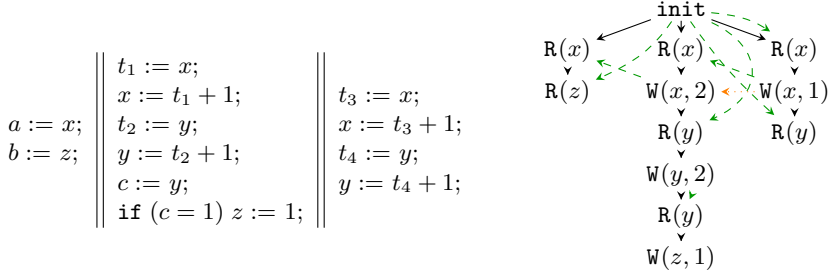 a := x;
b := z;
t₁ := x;
x := t₁ + 1;
t₂ := y;
y := t₂ + 1;
c := y;
if (c = 1) z := 1;
t₃ := x;
x := t₃ + 1;
t₄ := y;
y := t₄ + 1;
init
R(x) R(x) R(x)
R(z) W(x, 2) W(x, 1)
R(y) R(y)
W(y, 2)
R(y)
W(z, 1)